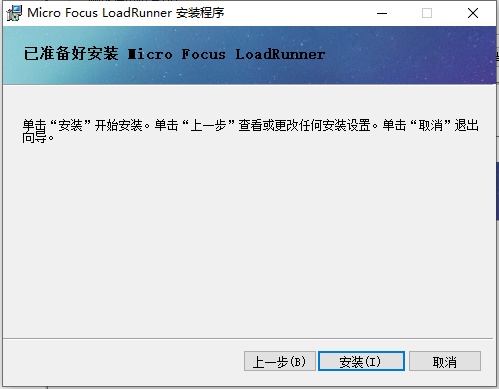 Micro Focus LoadRunner 安装程序
已准备好安装 Micro Focus LoadRunner
单击“安装”开始安装。单击“上一步”查看或更改任何安装设置。单击“取消”退出
向导。
上一步(B) 安装(I) 取消